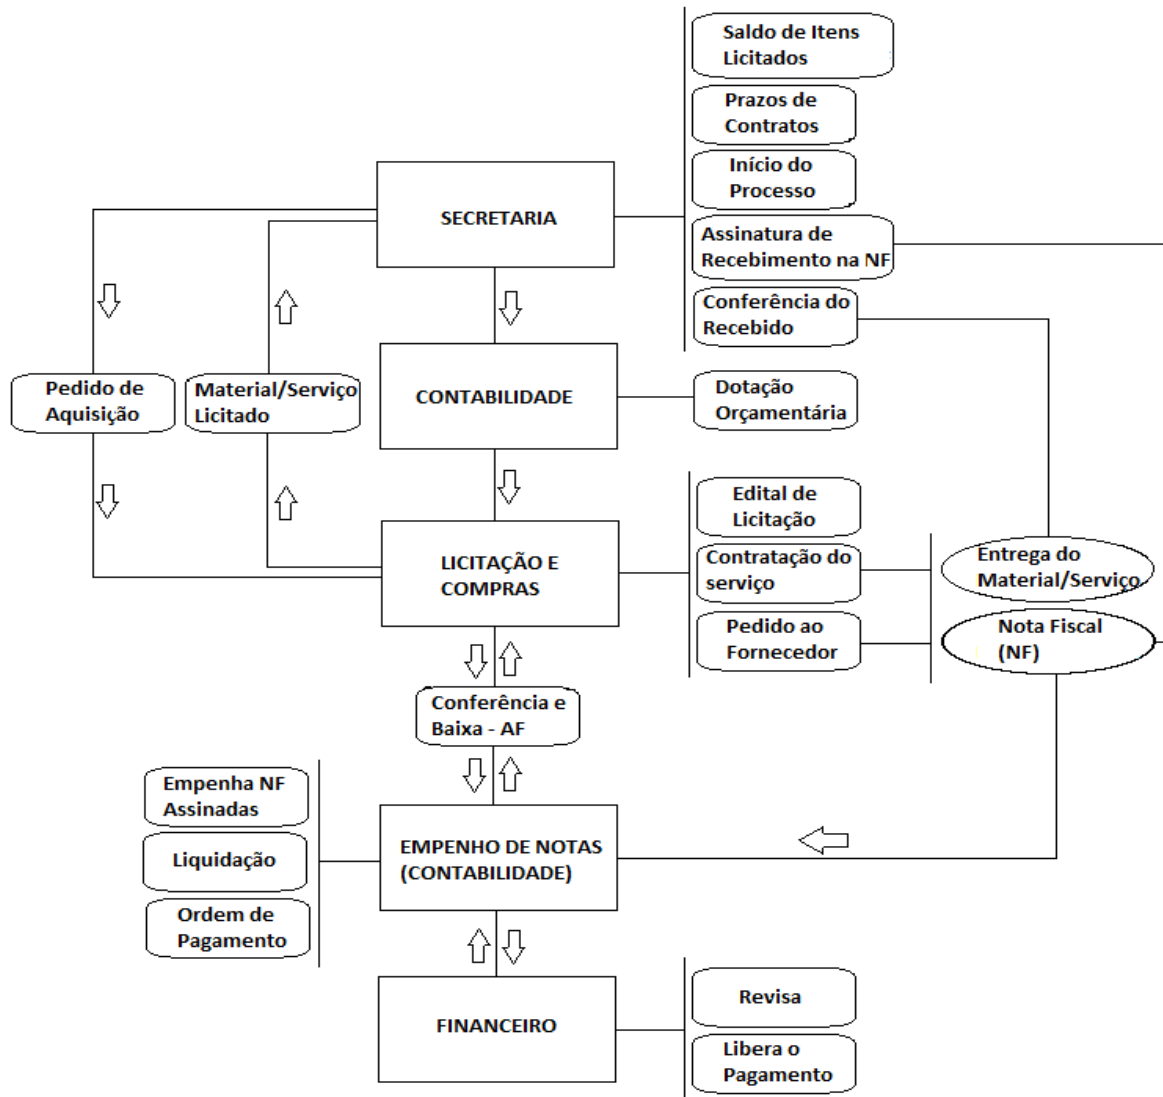 Saldo de Itens
Licitados
Prazos de
Contratos
Início do
Processo
SECRETARIA
Assinatura de
Recebimento na NF
Conferência do
Recebido
Pedido de
Aquisição
Material/Serviço
Licitado
CONTABILIDADE
Dotação
Orçamentária
Edital de
Licitação
LICITAÇÃO E
COMPRAS
Contratação do
serviço
Entrega do
Material/Serviço
Pedido ao
Fornecedor
Nota Fiscal
(NF)
Conferência e
Baixa - AF
Empenha NF
Assinadas
Liquidação
Ordem de
Pagamento
EMPENHO DE NOTAS
(CONTABILIDADE)
FINANCEIRO
Revisa
Libera o
Pagamento